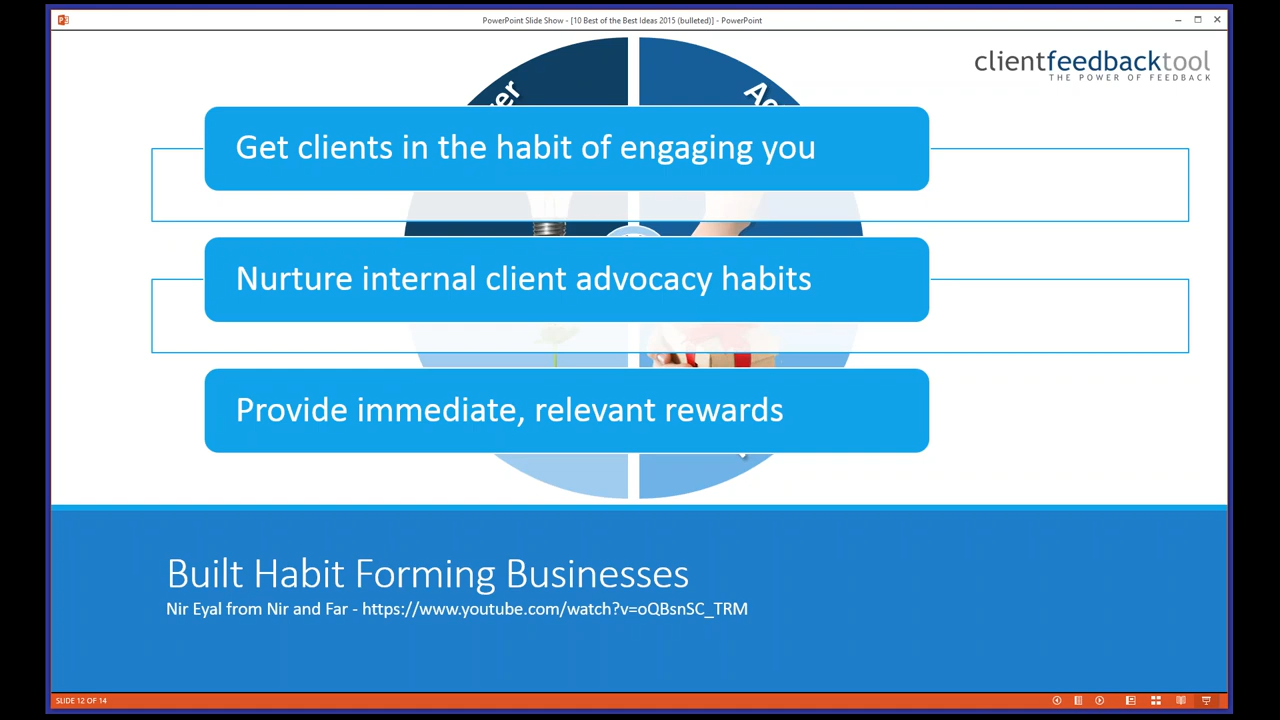 PowerPoint Slide Show - [10 Best of the Best Ideas 2015 (bulleted)] - PowerPoint
clientfeedbacktool
THE POWER OF FEEDBACK
Get clients in the habit of engaging you
Nurture internal client advocacy habits
Provide immediate, relevant rewards
Built Habit Forming Businesses
Nir Eyal from Nir and Far - https://www.youtube.com/watch?v=oQBsnSC_TRM
SLIDE 12 OF 14